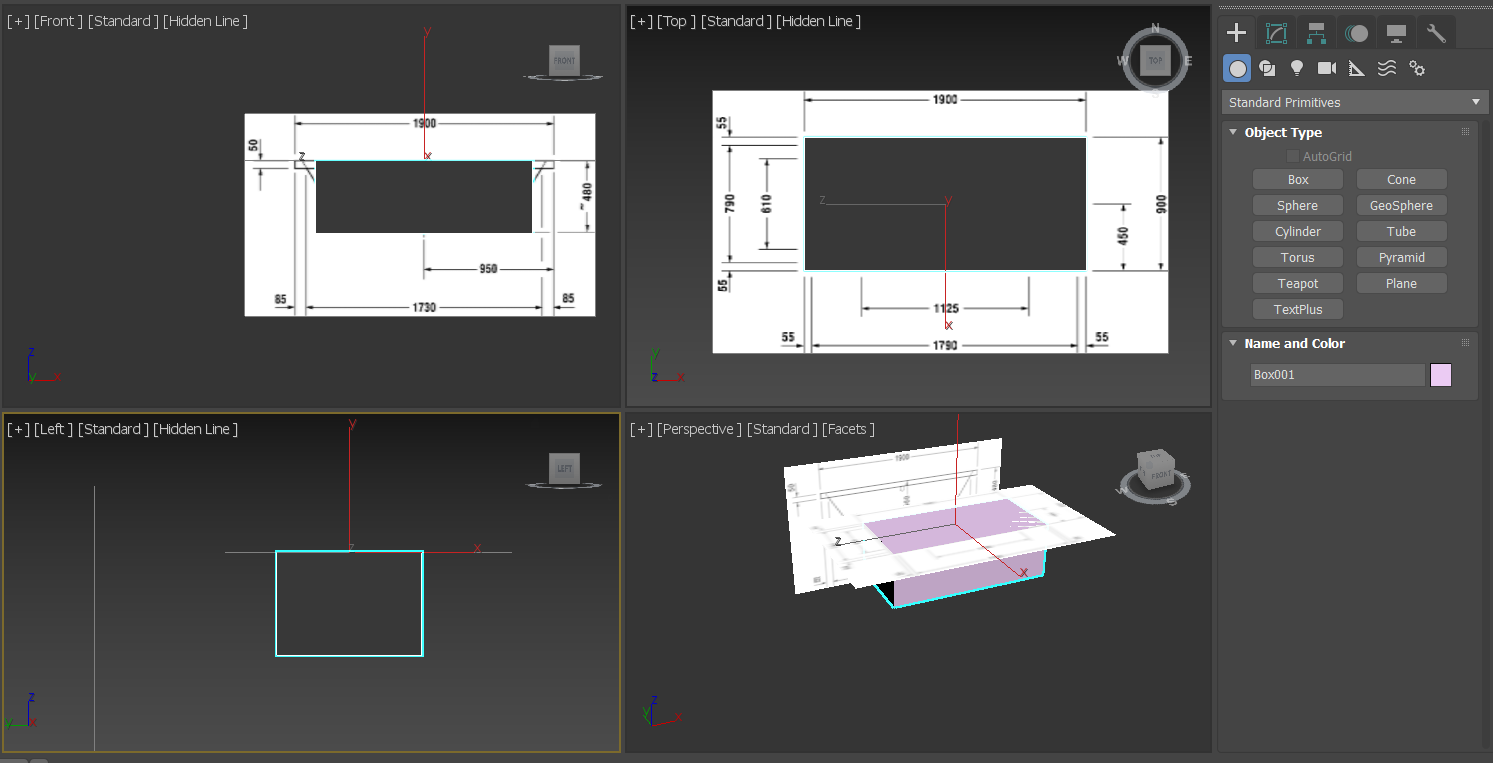 [+] [Front ] [Standard ] [Hidden Line ]
y
FRONT
1900
50
z
x
~ 480
950
85
85
1730
z
y
x
[+] [Top ] [Standard ] [Hidden Line ]
N
W
TOP
E
S
1900
55
790
610
z
y
900
450
55
1125
x
55
1790
55
y
z
x
[+] [Left ] [Standard ] [Hidden Line ]
y
LEFT
z
x
z
y
x
[+] [Perspective ] [Standard ] [Facets ]
FRONT
W
S
1900
50
85
z
x
z
y
x
Standard Primitives
Object Type
AutoGrid
Box
Cone
Sphere
GeoSphere
Cylinder
Tube
Torus
Pyramid
Teapot
Plane
TextPlus
Name and Color
Box001